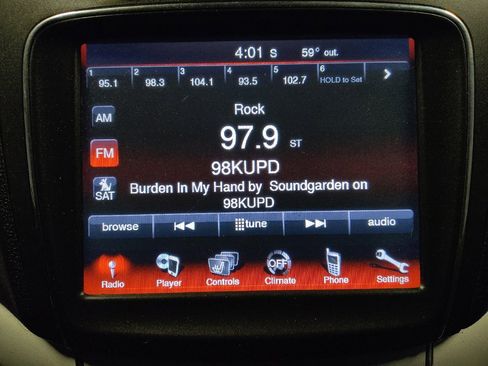 4:01 S 59° out.
1 2 3 4 5 6
95.1 98.3 104.1 93.5 102.7 HOLD to Set
Rock
AM
97.9 ST
FM
98KUPD
SAT
Burden In My Hand by Soundgarden on
98KUPD
browse tune audio
OFF
Radio Player Controls Climate Phone Settings